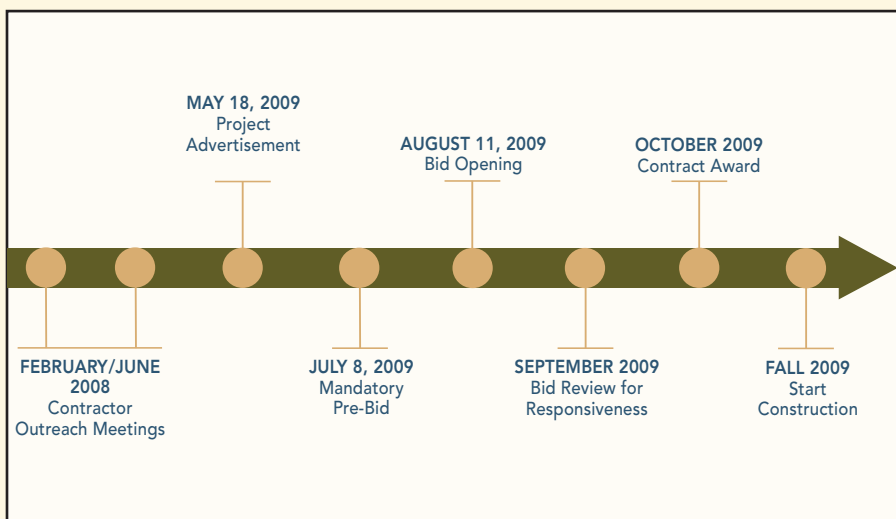 MAY 18, 2009
Project
Advertisement
AUGUST 11, 2009
Bid Opening
OCTOBER 2009
Contract Award
FEBRUARY/JUNE
2008
Contractor
Outreach Meetings
JULY 8, 2009
Mandatory
Pre-Bid
SEPTEMBER 2009
Bid Review for
Responsiveness
FALL 2009
Start
Construction